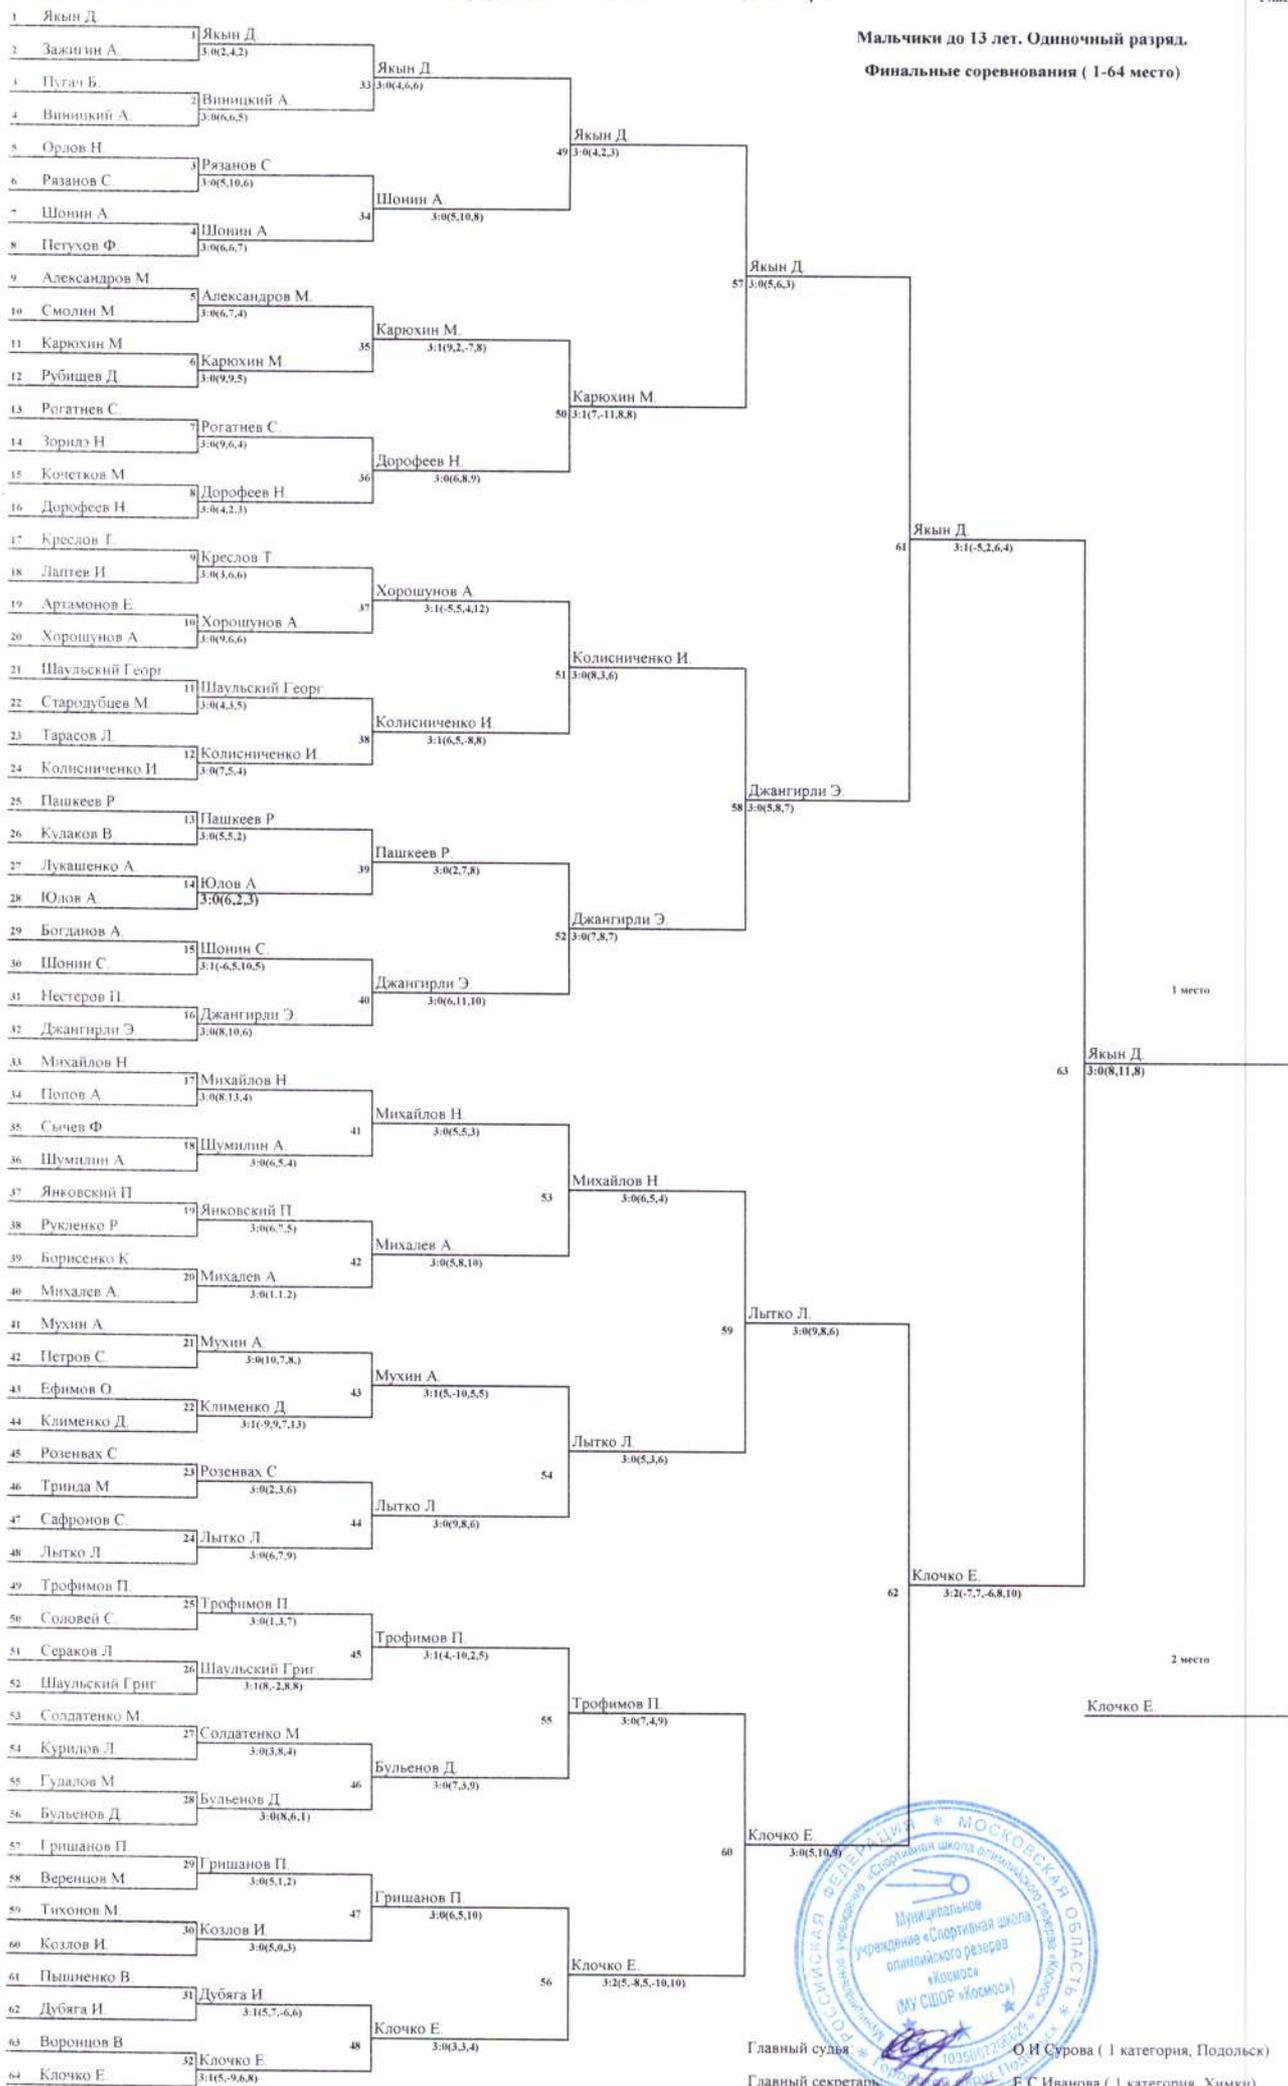 Мальчики до 13 лет. Одиночный разряд.
Финальные соревнования ( 1-64 место)
1 Якын Д.
2 Зажигин А.
3 Пугач Б.
4 Виницкий А.
5 Орлов Н.
6 Рязанов С.
7 Шонин А.
8 Петухов Ф.
9 Александров М.
10 Смолин М.
11 Карюхин М
12 Рубищев Д.
13 Рогатнев С.
14 Зорилэ Н.
15 Кочетков М
16 Дорофеев Н.
17 Креслов Т.
18 Лаптев И.
19 Артамонов Е.
20 Хорошунов А.
21 Шаульский Георг
22 Стародубцев М.
23 Тарасов Л.
24 Колисниченко И.
25 Пашкеев Р
26 Кулаков В
27 Лукашенко А.
28 Юлов А.
29 Богданов А.
30 Шонин С.
31 Нестеров П.
32 Джангирли Э.
33 Михайлов Н.
34 Попов А.
35 Сычев Ф
36 Шумилин А.
37 Янковский П
38 Рукленко Р.
39 Борисенко К
40 Михалев А.
41 Мухин А.
42 Петров С.
43 Ефимов О.
44 Клименко Д.
45 Розенвах С
46 Тринда М
47 Сафронов С.
48 Лытко Л
49 Трофимов П.
50 Соловей С.
51 Сераков Л
52 Шаульский Григ.
53 Солдатенко М.
54 Курилов Л.
55 Гудалов М
56 Бульенов Д.
57 Гришанов П
58 Веренцов М
59 Тихонов М.
60 Козлов И.
61 Пышненко В.
62 Дубяга И.
63 Воронцов В
64 Клочко Е.
1 Якын Д.
3:0(2,4,2)
2 Виницкий А.
3:0(6,6,5)
3 Рязанов С
3:0(5,10,6)
4 Шонин А
3:0(6,6,7)
5 Александров М.
3:0(6,7,4)
6 Карюхин М.
3:0(9,9,5)
7 Рогатнев С.
3:0(9,6,4)
8 Дорофеев Н.
3:0(4,2,3)
9 Креслов Т
3:0(3,6,6)
10 Хорошунов А.
3:0(9,6,6)
11 Шаульский Георг
3:0(4,3,5)
12 Колисниченко И.
3:0(7,5,4)
13 Пашкеев Р.
3:0(5,5,2)
14 Юлов А
3:0(6,2,3)
15 Шонин С.
3:1(-6,5,10,5)
16 Джангирли Э.
3:0(8,10,6)
17 Михайлов Н.
3:0(8,13,4)
18 Шумилин А.
3:0(6,5,4)
19 Янковский П.
3:0(6,7,5)
20 Михалев А
3:0(1.1.2)
21 Мухин А.
3:0(10,7,8,)
22 Клименко Д
3:1(-9,9,7,13)
23 Розенвах С
3:0(2,3,6)
24 Лытко Л.
3:0(6,7,9)
25 Трофимов П.
3:0(1,3,7)
26 Шаульский Григ.
3:1(8,-2,8,8)
27 Солдатенко М
3:0(3,8,4)
28 Бульенов Д
3:0(8,6,1)
29 Гришанов П.
3:0(5,1,2)
30 Козлов И.
3:0(5,0,3)
31 Дубяга И.
3:1(5,7,-6,6)
32 Клочко Е.
3:1(5,-9,6,8)
33 Якын Д
3:0(4,6,6)
34 Шонин А.
3:0(5,10,8)
35 Карюхин М.
3:1(9,2,-7,8)
36 Дорофеев Н.
3:0(6,8,9)
37 Хорошунов А.
3:1(-5,5,4,12)
38 Колисниченко И.
3:1(6,5,-8,8)
39 Пашкеев Р.
3:0(2,7,8)
40 Джангирли Э.
3:0(6,11,10)
41 Михайлов Н.
3:0(5,5,3)
42 Михалев А.
3:0(5,8,10)
43 Мухин А.
3:1(5,-10,5,5)
44 Лытко Л
3:0(9,8,6)
45 Трофимов П.
3:1(4,-10,2,5)
46 Бульенов Д.
3:0(7,3,9)
47 Гришанов П.
3:0(6,5,10)
48 Клочко Е.
3:0(3,3,4)
49 Якын Д.
3:0(4,2,3)
50 Карюхин М.
3:1(7,-11,8,8)
51 Колисниченко И.
3:0(8,3,6)
52 Джангирли Э.
3:0(7,8,7)
53 Михайлов Н
3:0(6,5,4)
54 Лытко Л.
3:0(5,3,6)
55 Трофимов П.
3:0(7,4,9)
56 Клочко Е.
3:2(5,-8,5,-10,10)
57 Якын Д.
3:0(5,6,3)
58 Джангирли Э.
3:0(5,8,7)
59 Лытко Л.
3:0(9,8,6)
60 Клочко Е.
3:0(5,10,9)
61 Якын Д.
3:1(-5,2,6,4)
62 Клочко Е.
3:2(-7,7,-6,8,10)
1 место
63 Якын Д.
3:0(8,11,8)
2 место
Клочко Е.
РОССИЙСКАЯ ФЕДЕРАЦИЯ * МОСКОВСКАЯ ОБЛАСТЬ
Муниципальное
учреждение «Спортивная школа
олимпийского резерва
«Космос»
(МУ СШОР «Космос»)
Главный судья О.И Сурова ( 1 категория, Подольск)
Главный секретарь Е.С.Иванова ( 1 категория, Химки)